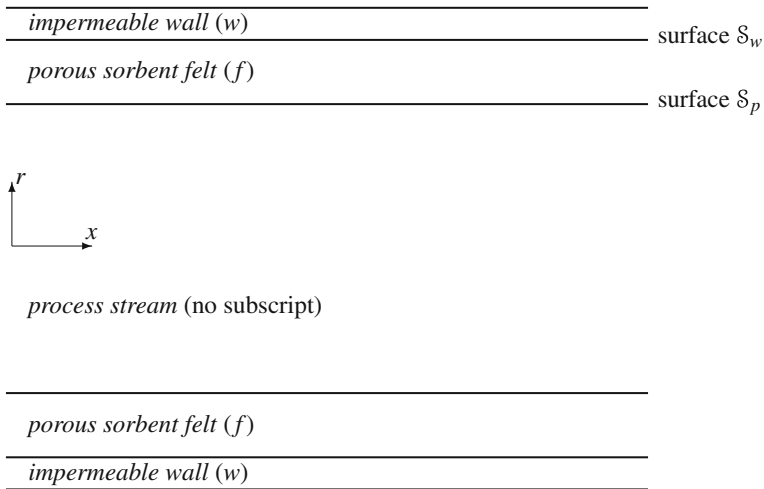 impermeable wall (w)
surface 𝒮w
porous sorbent felt (f)
surface 𝒮p
r
x
process stream (no subscript)
porous sorbent felt (f)
impermeable wall (w)